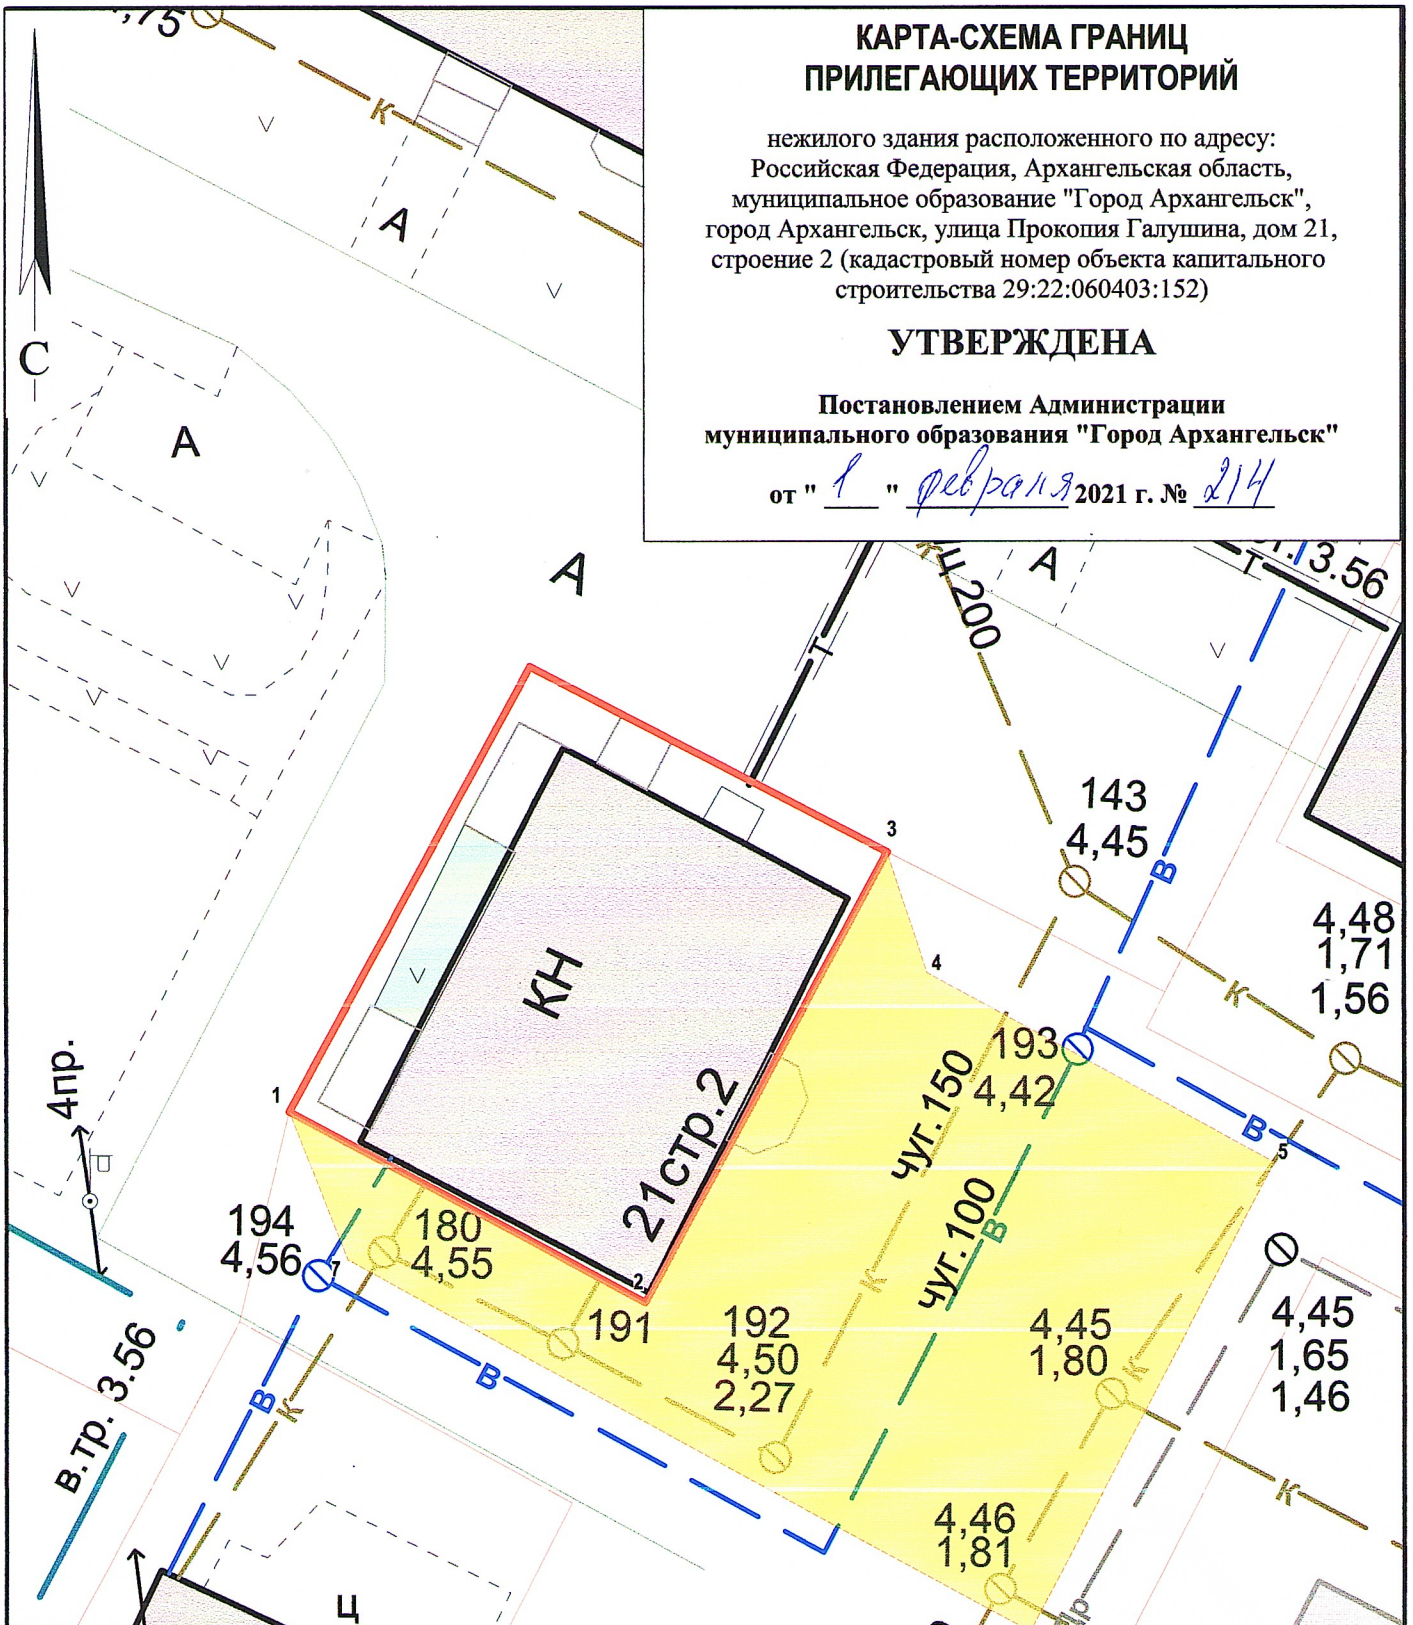 КАРТА-СХЕМА ГРАНИЦ
ПРИЛЕГАЮЩИХ ТЕРРИТОРИЙ
нежилого здания расположенного по адресу:
Российская Федерация, Архангельская область,
муниципальное образование "Город Архангельск",
город Архангельск, улица Прокопия Галушина, дом 21,
строение 2 (кадастровый номер объекта капитального
строительства 29:22:060403:152)
УТВЕРЖДЕНА
Постановлением Администрации
муниципального образования "Город Архангельск"
от " 1 " февраля 2021 г. № 214
,75
К
А
С
А
А
К
200
А
Т
3.56
Т
143
4,45
В
3
4
4,48
1,71
1,56
К
КН
21стр.2
193
4,42
чуг.150
чуг.100
В
В
5
1
4пр.
194
4,56
7
180
4,55
2
191
192
4,50
2,27
К
4,45
1,80
К
4,45
1,65
1,46
В
В
К
в.тр. 3.56
К
4,46
1,81
Ц